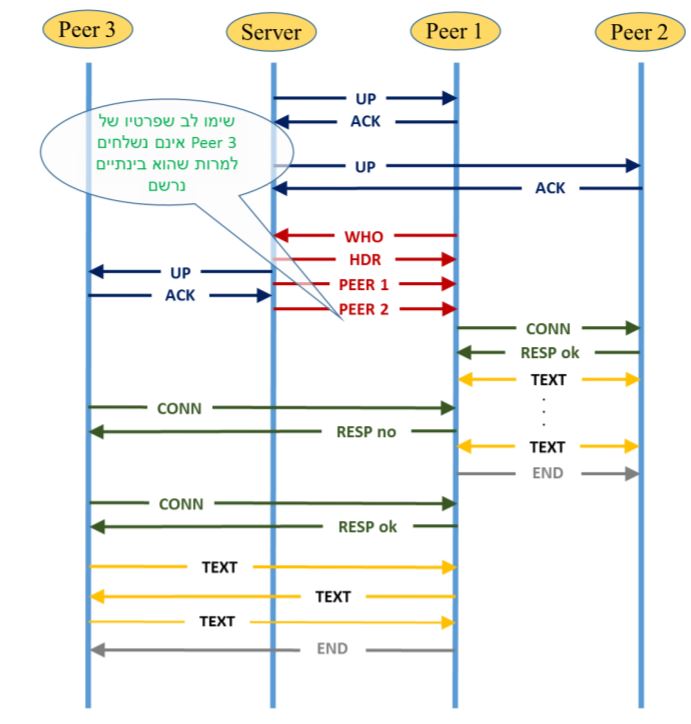 Peer 3
Server
Peer 1
Peer 2
UP
ACK
שימו לב שפרטיו של
Peer 3 אינם נשלחים
למרות שהוא בינתיים
נרשם
UP
ACK
WHO
HDR
UP
PEER 1
ACK
PEER 2
CONN
RESP ok
TEXT
CONN
RESP no
TEXT
END
CONN
RESP ok
TEXT
TEXT
TEXT
END